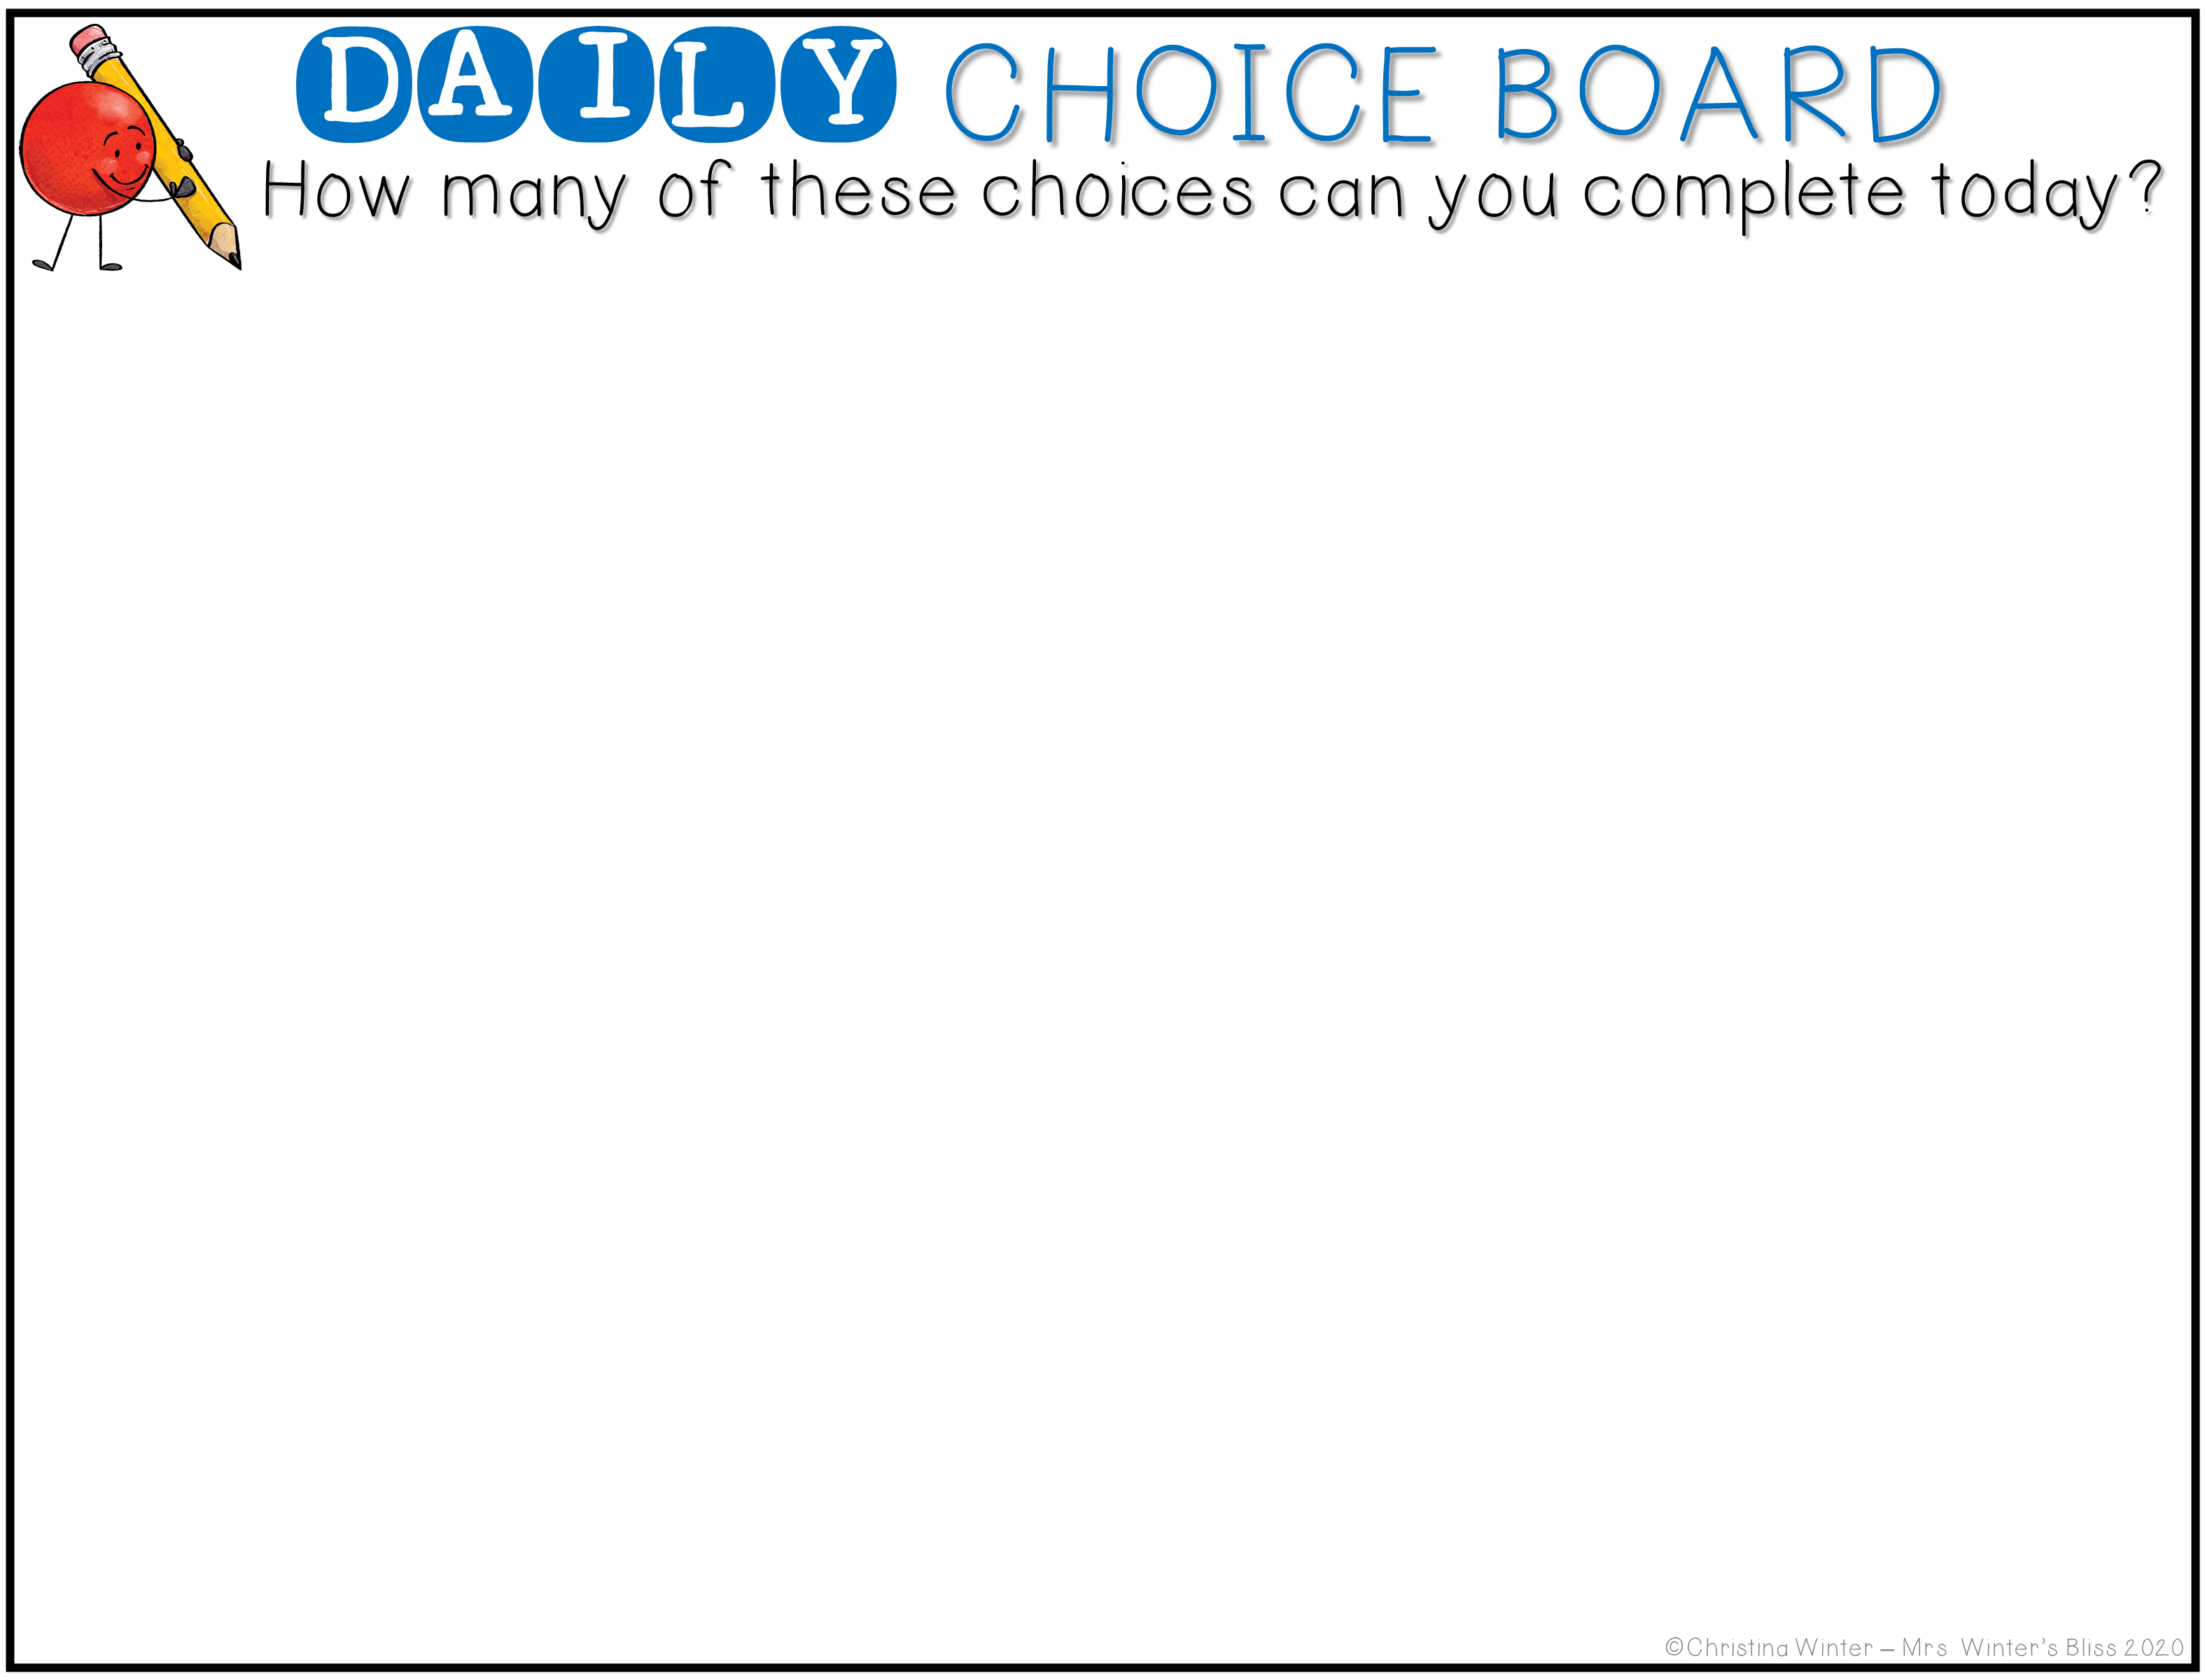 DAILY CHOICE BOARD
How many of these choices can you complete today?
©Christina Winter – Mrs. Winter's Bliss 2020